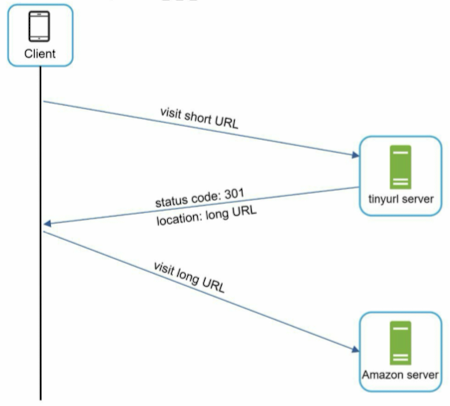 Client
visit short URL
tinyurl server
status code: 301
location: long URL
visit long URL
Amazon server